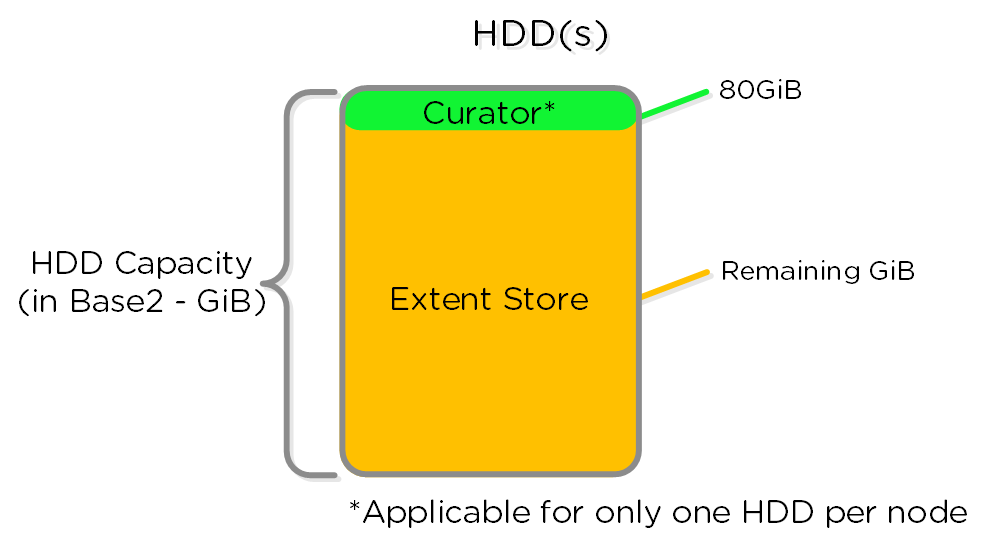 HDD(s)
80GiB
Curator*
HDD Capacity
(in Base2 - GiB)
Remaining GiB
Extent Store
*Applicable for only one HDD per node